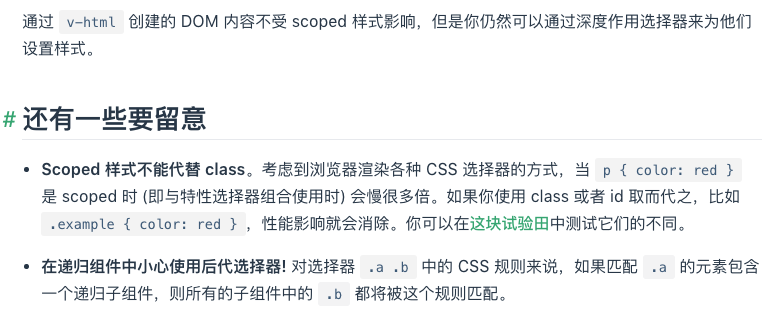 通过 v-html 创建的 DOM 内容不受 scoped 样式影响，但是你仍然可以通过深度作用选择器来为他们
设置样式。
# 还有一些要留意
• Scoped 样式不能代替 class。考虑到浏览器渲染各种 CSS 选择器的方式，当 p { color: red }
是 scoped 时 (即与特性选择器组合使用时) 会慢很多倍。如果你使用 class 或者 id 取而代之，比如
.example { color: red } ，性能影响就会消除。你可以在这块试验田中测试它们的不同。
• 在递归组件中小心使用后代选择器! 对选择器 .a .b 中的 CSS 规则来说，如果匹配 .a 的元素包含
一个递归子组件，则所有的子组件中的 .b 都将被这个规则匹配。